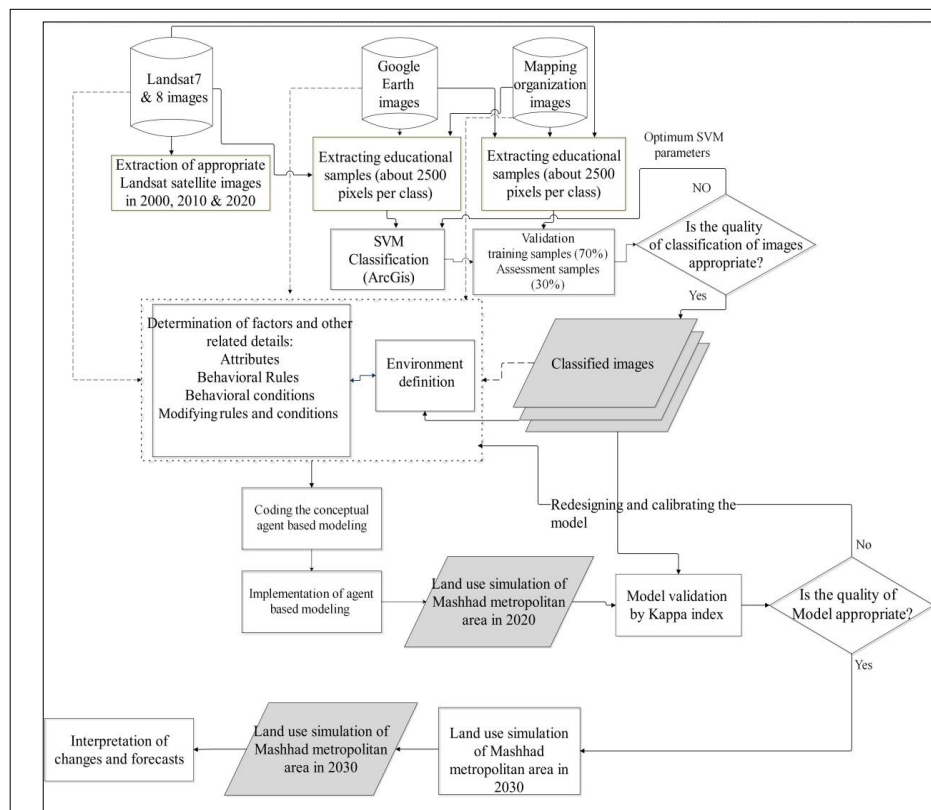 Landsat7
& 8 images
Google
Earth
images
Mapping
organization
images
Extraction of appropriate
Landsat satellite images
in 2000, 2010 & 2020
Extracting educational
samples (about 2500
pixels per class)
Extracting educational
samples (about 2500
pixels per class)
Optimum SVM
parameters
NO
Is the quality
of classification of images
appropriate?
Yes
SVM
Classification
(ArcGis)
Validation
training samples (70%)
Assessment samples
(30%)
Determination of factors and other
related details:
Attributes
Behavioral Rules
Behavioral conditions
Modifying rules and conditions
Environment
definition
Classified images
Coding the conceptual
agent based modeling
Redesigning and calibrating the
model
Implementation of agent
based modeling
Land use simulation of
Mashhad metropolitan
area in 2020
Model validation
by Kappa index
No
Is the quality of
Model appropriate?
Yes
Interpretation of
changes and forecasts
Land use simulation of
Mashhad metropolitan
area in 2030
Land use simulation
of Mashhad
metropolitan area in
2030